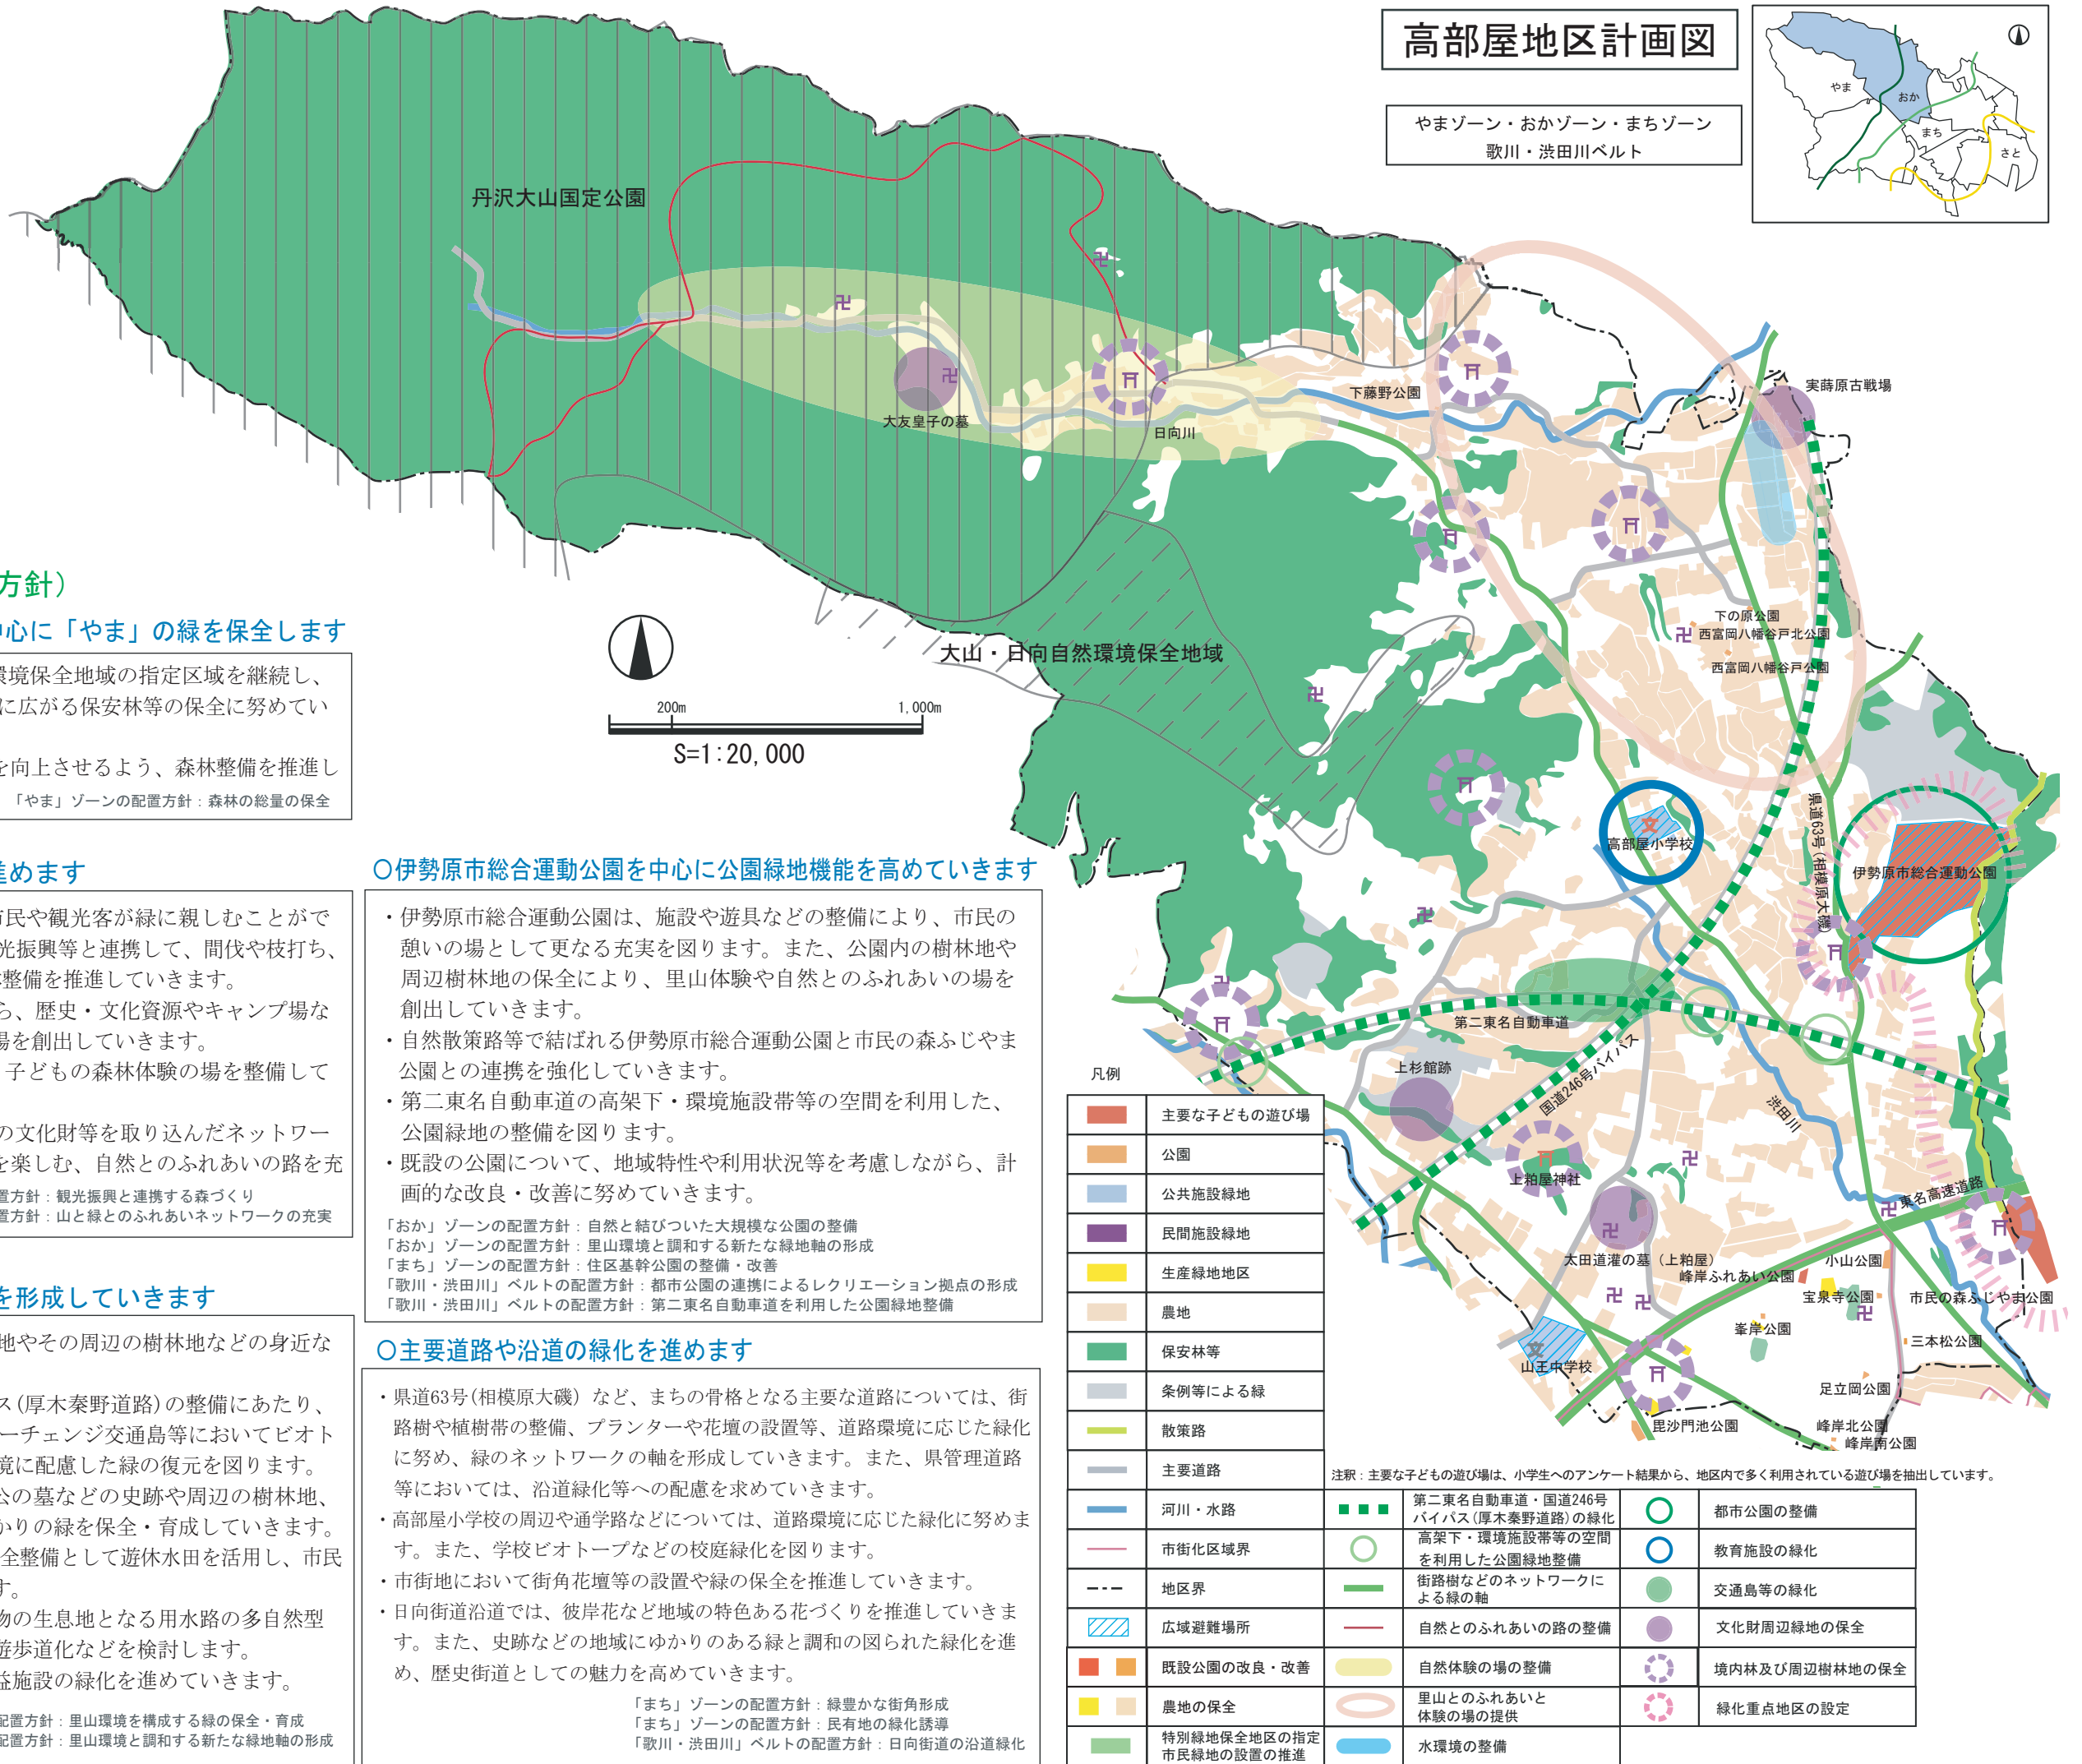 高部屋地区計画図
やまゾーン・おかゾーン・まちゾーン
歌川・渋田川ベルト
やま
おか
まち
さと
丹沢大山国定公園
大友皇子の墓
日向川
下藤野公園
実蒔原古戦場
下の原公園
西富岡八幡谷戸北公園
西富岡八幡谷戸公園
大山・日向自然環境保全地域
200m
1,000m
S=1:20,000
高部屋小学校
県道63号(相模原大磯)
伊勢原市総合運動公園
第二東名自動車道
国道246号バイパス
上杉館跡
渋田川
上粕屋神社
太田道灌の墓（上粕屋）
東名高速道路
小山公園
峰岸ふれあい公園
宝泉寺公園
市民の森ふじやま公園
峯岸公園
三本松公園
山王中学校
足立岡公園
毘沙門池公園
峰岸北公園
峰岸南公園
方針）
中心に「やま」の緑を保全します
環境保全地域の指定区域を継続し、
に広がる保安林等の保全に努めてい
を向上させるよう、森林整備を推進し
「やま」ゾーンの配置方針：森林の総量の保全
進めます
市民や観光客が緑に親しむことがで
光振興等と連携して、間伐や枝打ち、
整備を推進していきます。
ら、歴史・文化資源やキャンプ場な
場を創出していきます。
子どもの森林体験の場を整備して
の文化財等を取り込んだネットワー
を楽しむ、自然とのふれあいの路を充
置方針：観光振興と連携する森づくり
置方針：山と緑とのふれあいネットワークの充実
を形成していきます
地やその周辺の樹林地などの身近な
ス(厚木秦野道路)の整備にあたり、
ーチェンジ交通島等においてビオト
境に配慮した緑の復元を図ります。
公の墓などの史跡や周辺の樹林地、
かりの緑を保全・育成していきます。
全整備として遊休水田を活用し、市民
す。
物の生息地となる用水路の多自然型
遊歩道化などを検討します。
益施設の緑化を進めていきます。
配置方針：里山環境を構成する緑の保全・育成
配置方針：里山環境と調和する新たな緑地軸の形成
○伊勢原市総合運動公園を中心に公園緑地機能を高めていきます
・伊勢原市総合運動公園は、施設や遊具などの整備により、市民の
憩いの場として更なる充実を図ります。また、公園内の樹林地や
周辺樹林地の保全により、里山体験や自然とのふれあいの場を
創出していきます。
・自然散策路等で結ばれる伊勢原市総合運動公園と市民の森ふじやま
公園との連携を強化していきます。
・第二東名自動車道の高架下・環境施設帯等の空間を利用した、
公園緑地の整備を図ります。
・既設の公園について、地域特性や利用状況等を考慮しながら、計
画的な改良・改善に努めていきます。
「おか」ゾーンの配置方針：自然と結びついた大規模な公園の整備
「おか」ゾーンの配置方針：里山環境と調和する新たな緑地軸の形成
「まち」ゾーンの配置方針：住区基幹公園の整備・改善
「歌川・渋田川」ベルトの配置方針：都市公園の連携によるレクリエーション拠点の形成
「歌川・渋田川」ベルトの配置方針：第二東名自動車道を利用した公園緑地整備
○主要道路や沿道の緑化を進めます
・県道63号(相模原大磯）など、まちの骨格となる主要な道路については、街
路樹や植樹帯の整備、プランターや花壇の設置等、道路環境に応じた緑化
に努め、緑のネットワークの軸を形成していきます。また、県管理道路
等においては、沿道緑化等への配慮を求めていきます。
・高部屋小学校の周辺や通学路などについては、道路環境に応じた緑化に努めま
す。また、学校ビオトープなどの校庭緑化を図ります。
・市街地において街角花壇等の設置や緑の保全を推進していきます。
・日向街道沿道では、彼岸花など地域の特色ある花づくりを推進していきま
す。また、史跡などの地域にゆかりのある緑と調和の図られた緑化を進
め、歴史街道としての魅力を高めていきます。
「まち」ゾーンの配置方針：緑豊かな街角形成
「まち」ゾーンの配置方針：民有地の緑化誘導
「歌川・渋田川」ベルトの配置方針：日向街道の沿道緑化
凡例
主要な子どもの遊び場
公園
公共施設緑地
民間施設緑地
生産緑地地区
農地
保安林等
条例等による緑
散策路
主要道路
注釈：主要な子どもの遊び場は、小学生へのアンケート結果から、地区内で多く利用されている遊び場を抽出しています。
河川・水路
市街化区域界
地区界
広域避難場所
既設公園の改良・改善
農地の保全
特別緑地保全地区の指定
市民緑地の設置の推進
第二東名自動車道・国道246号
バイパス(厚木秦野道路)の緑化
高架下・環境施設帯等の空間
を利用した公園緑地整備
街路樹などのネットワークに
よる緑の軸
自然とのふれあいの路の整備
自然体験の場の整備
里山とのふれあいと
体験の場の提供
水環境の整備
都市公園の整備
教育施設の緑化
交通島等の緑化
文化財周辺緑地の保全
境内林及び周辺樹林地の保全
緑化重点地区の設定